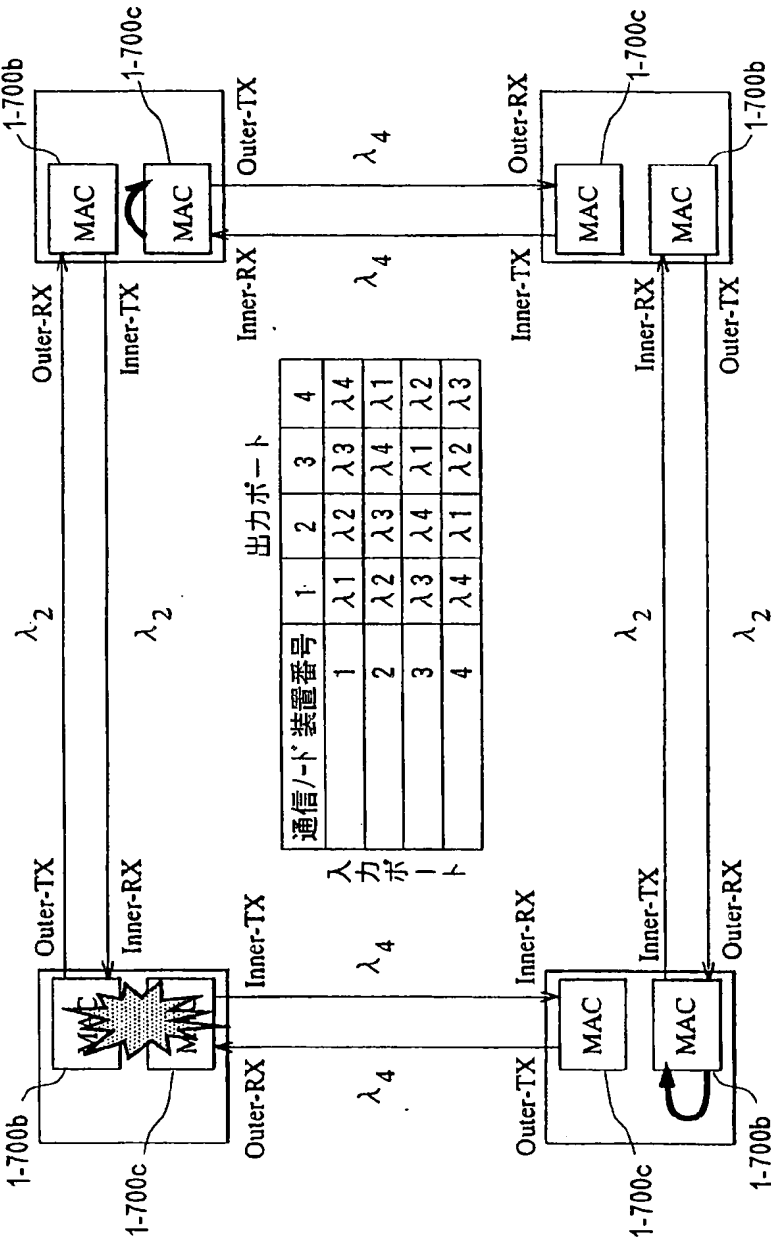 1-700b
MAC
Outer-TX
Inner-RX
λ2
λ2
Outer-RX
Inner-TX
MAC
1-700b
1-700c
MAC
Outer-RX
Inner-TX
MAC
1-700c
Inner-RX
Outer-TX
λ4
λ4
λ4
λ4
出力ポート
入力ポート
通信ノード装置番号 1 2 3 4
1 λ1 λ2 λ3 λ4
2 λ2 λ3 λ4 λ1
3 λ3 λ4 λ1 λ2
4 λ4 λ1 λ2 λ3
Outer-TX
Inner-RX
Inner-TX
Outer-RX
1-700c
MAC
MAC
1-700c
1-700b
MAC
Inner-TX
Outer-RX
λ2
λ2
Inner-RX
Outer-TX
MAC
1-700b